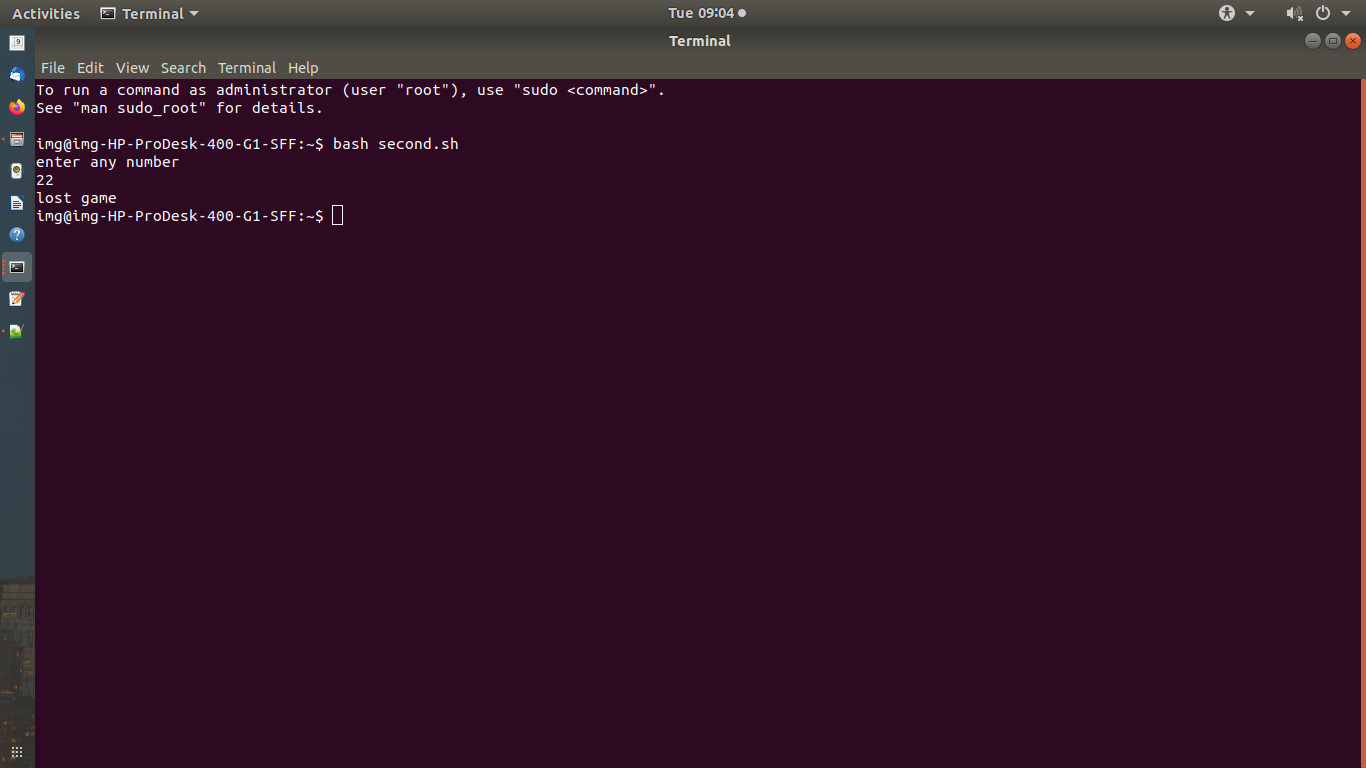 Activities Terminal Tue 09:04
Terminal
File Edit View Search Terminal Help
To run a command as administrator (user "root"), use "sudo <command>".
See "man sudo_root" for details.
img@img-HP-ProDesk-400-G1-SFF:~$ bash second.sh
enter any number
22
lost game
img@img-HP-ProDesk-400-G1-SFF:~$